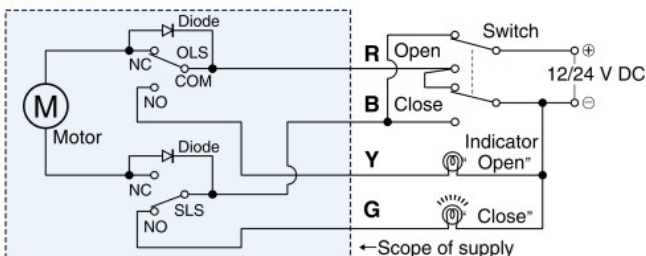 Diode
OLS
NC
COM
NO
M
Motor
Diode
NC
SLS
NO
R
Open
B
Close
Switch
⊕
12/24 V DC
⊖
Y
Indicator
"Open"
G
"Close"
←Scope of supply